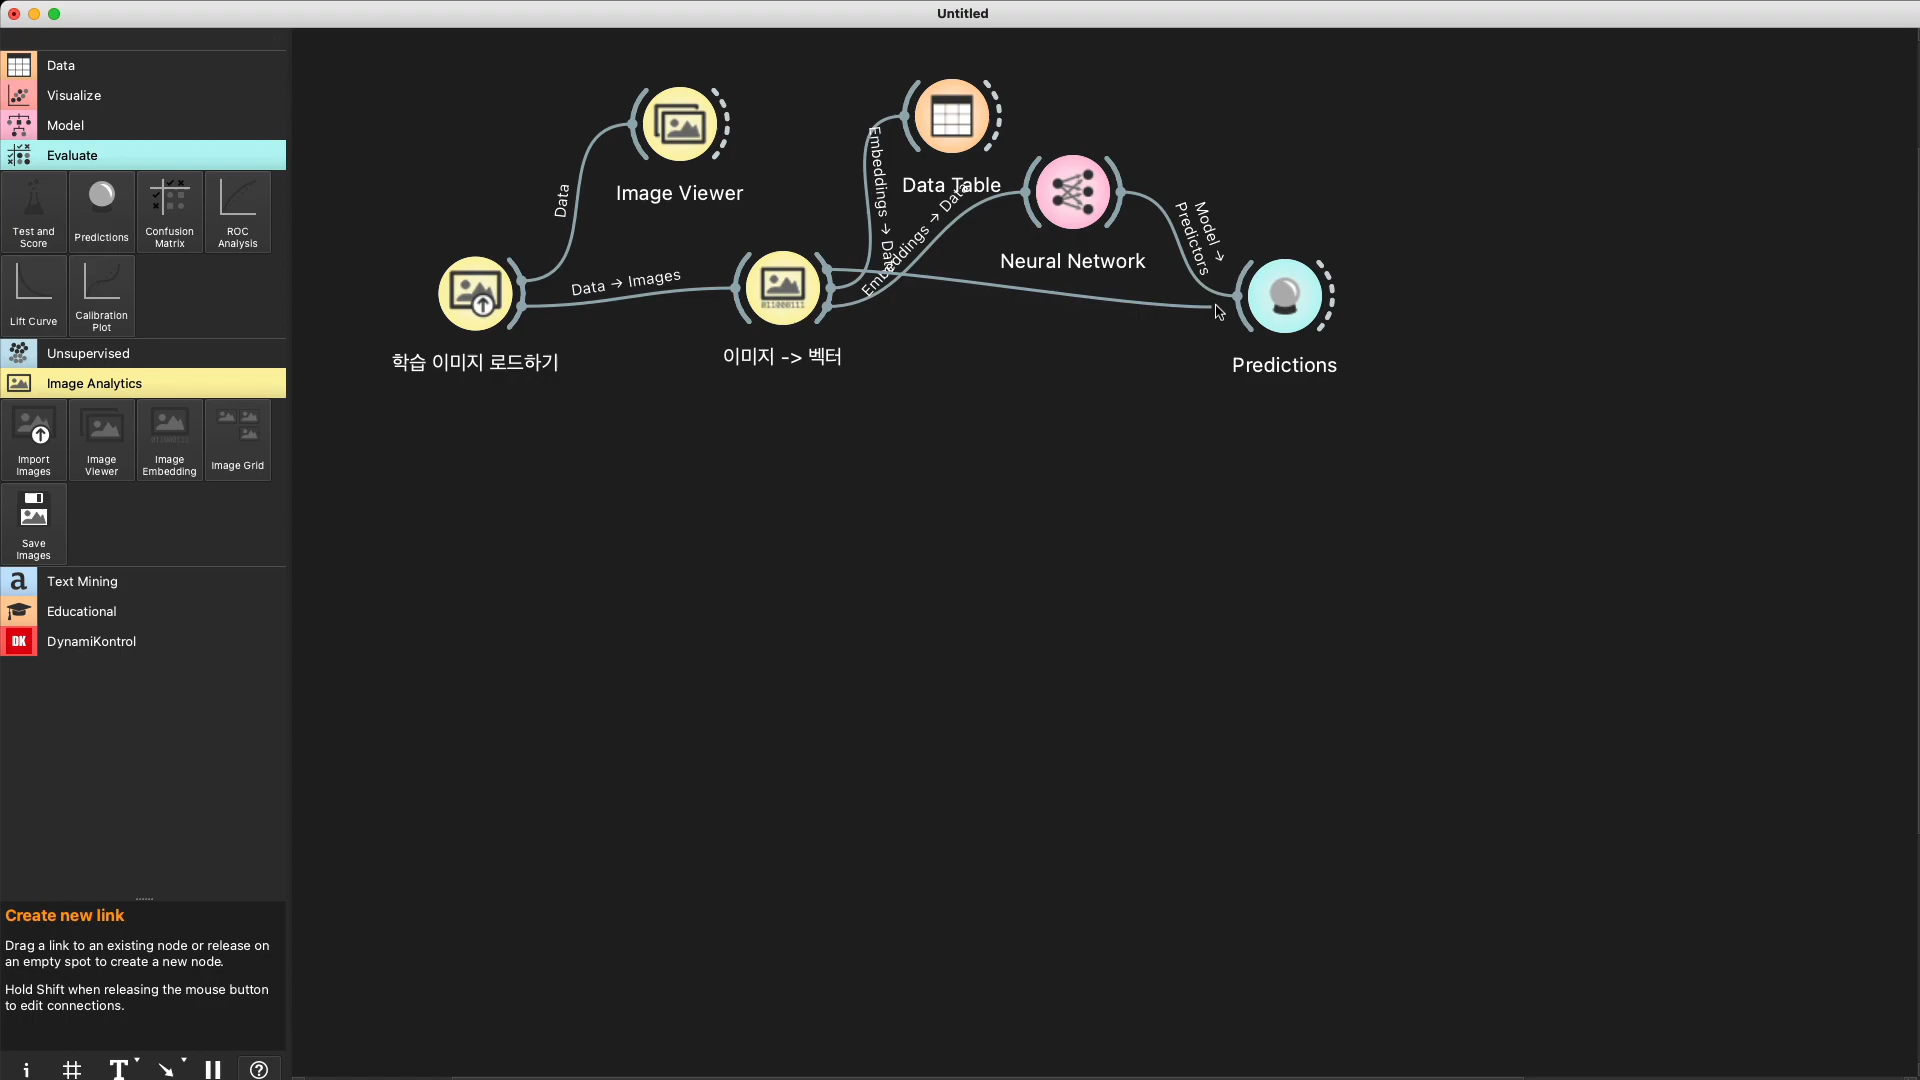 Untitled
Data
Visualize
Model
Evaluate
Test and
Score
Predictions
Confusion
Matrix
ROC
Analysis
Lift Curve
Calibration
Plot
Unsupervised
Image Analytics
Import
Images
Image
Viewer
Image
Embedding
Image Grid
Save
Images
a
Text Mining
Educational
DK
DynamiKontrol
Create new link
Drag a link to an existing node or release on
an empty spot to create a new node.
Hold Shift when releasing the mouse button
to edit connections.
i
T
?
Image Viewer
Data
Data → Images
학습 이미지 로드하기
011000111
이미지 -> 벡터
Embeddings → Data
Data Table
Embeddings → Data
Neural Network
Model →
Predictors
Predictions